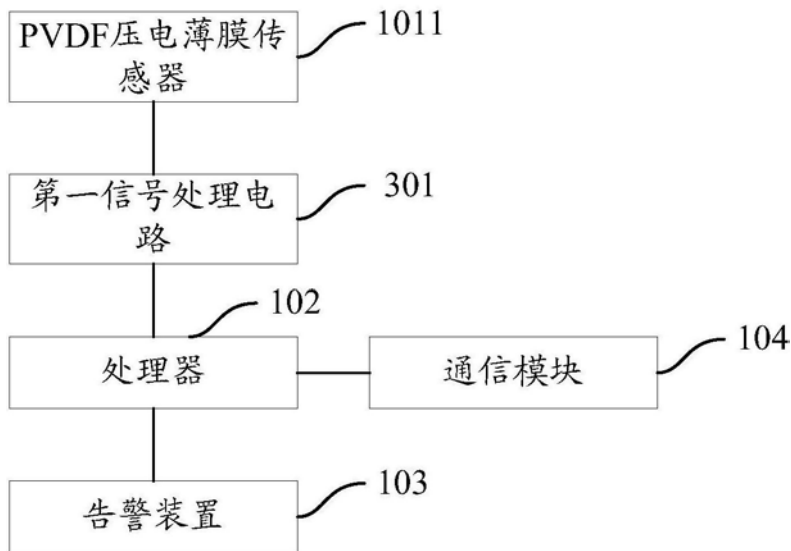 PVDF压电薄膜传
感器
1011
第一信号处理电
路
301
102
处理器
通信模块
104
告警装置
103